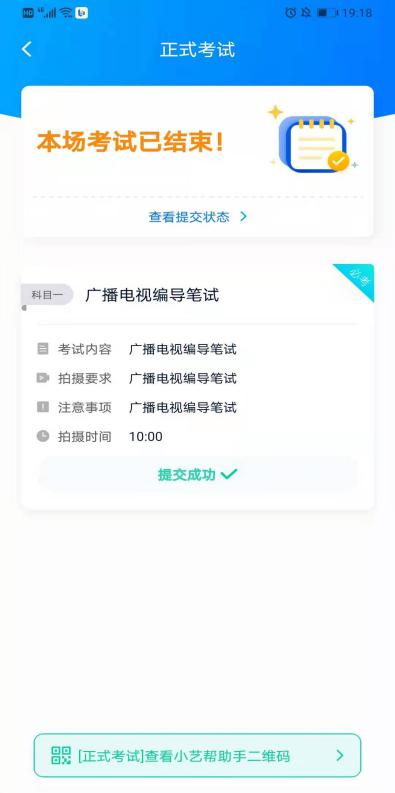 19:18
正式考试
本场考试已结束!
查看提交状态
必考
科目一
广播电视编导笔试
考试内容 广播电视编导笔试
拍摄要求 广播电视编导笔试
注意事项 广播电视编导笔试
拍摄时间 10:00
提交成功
[正式考试]查看小艺帮助手二维码